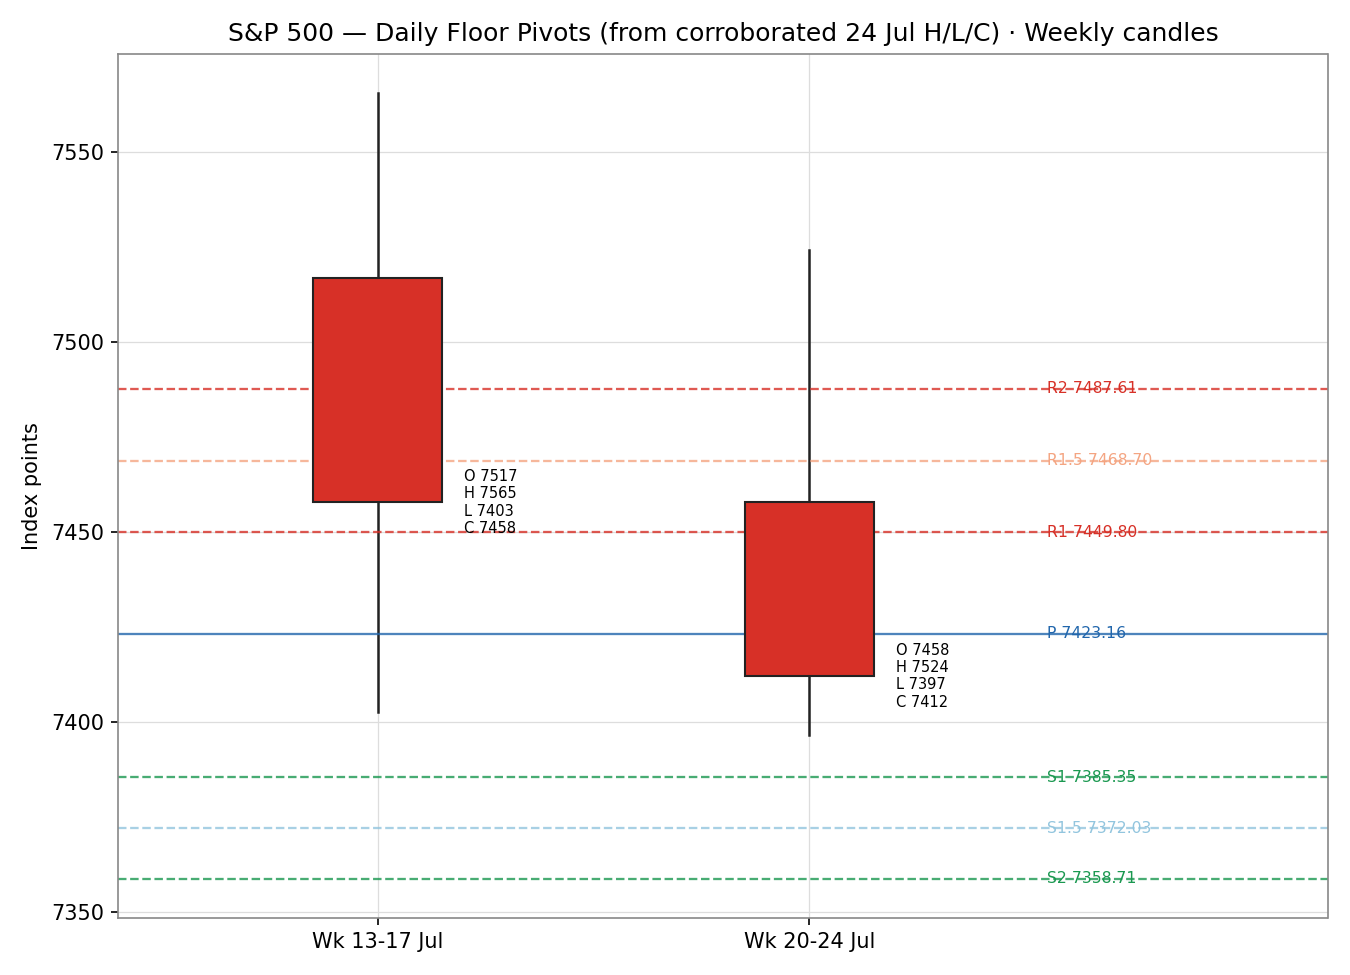 S&P 500 — Daily Floor Pivots (from corroborated 24 Jul H/L/C) · Weekly candles
Index points
7550
7500
7450
7400
7350
R2 7487.61
R1.5 7468.70
R1 7449.80
P 7423.16
S1 7385.35
S1.5 7372.03
S2 7358.71
O 7517
H 7565
L 7403
C 7458
O 7458
H 7524
L 7397
C 7412
Wk 13-17 Jul
Wk 20-24 Jul